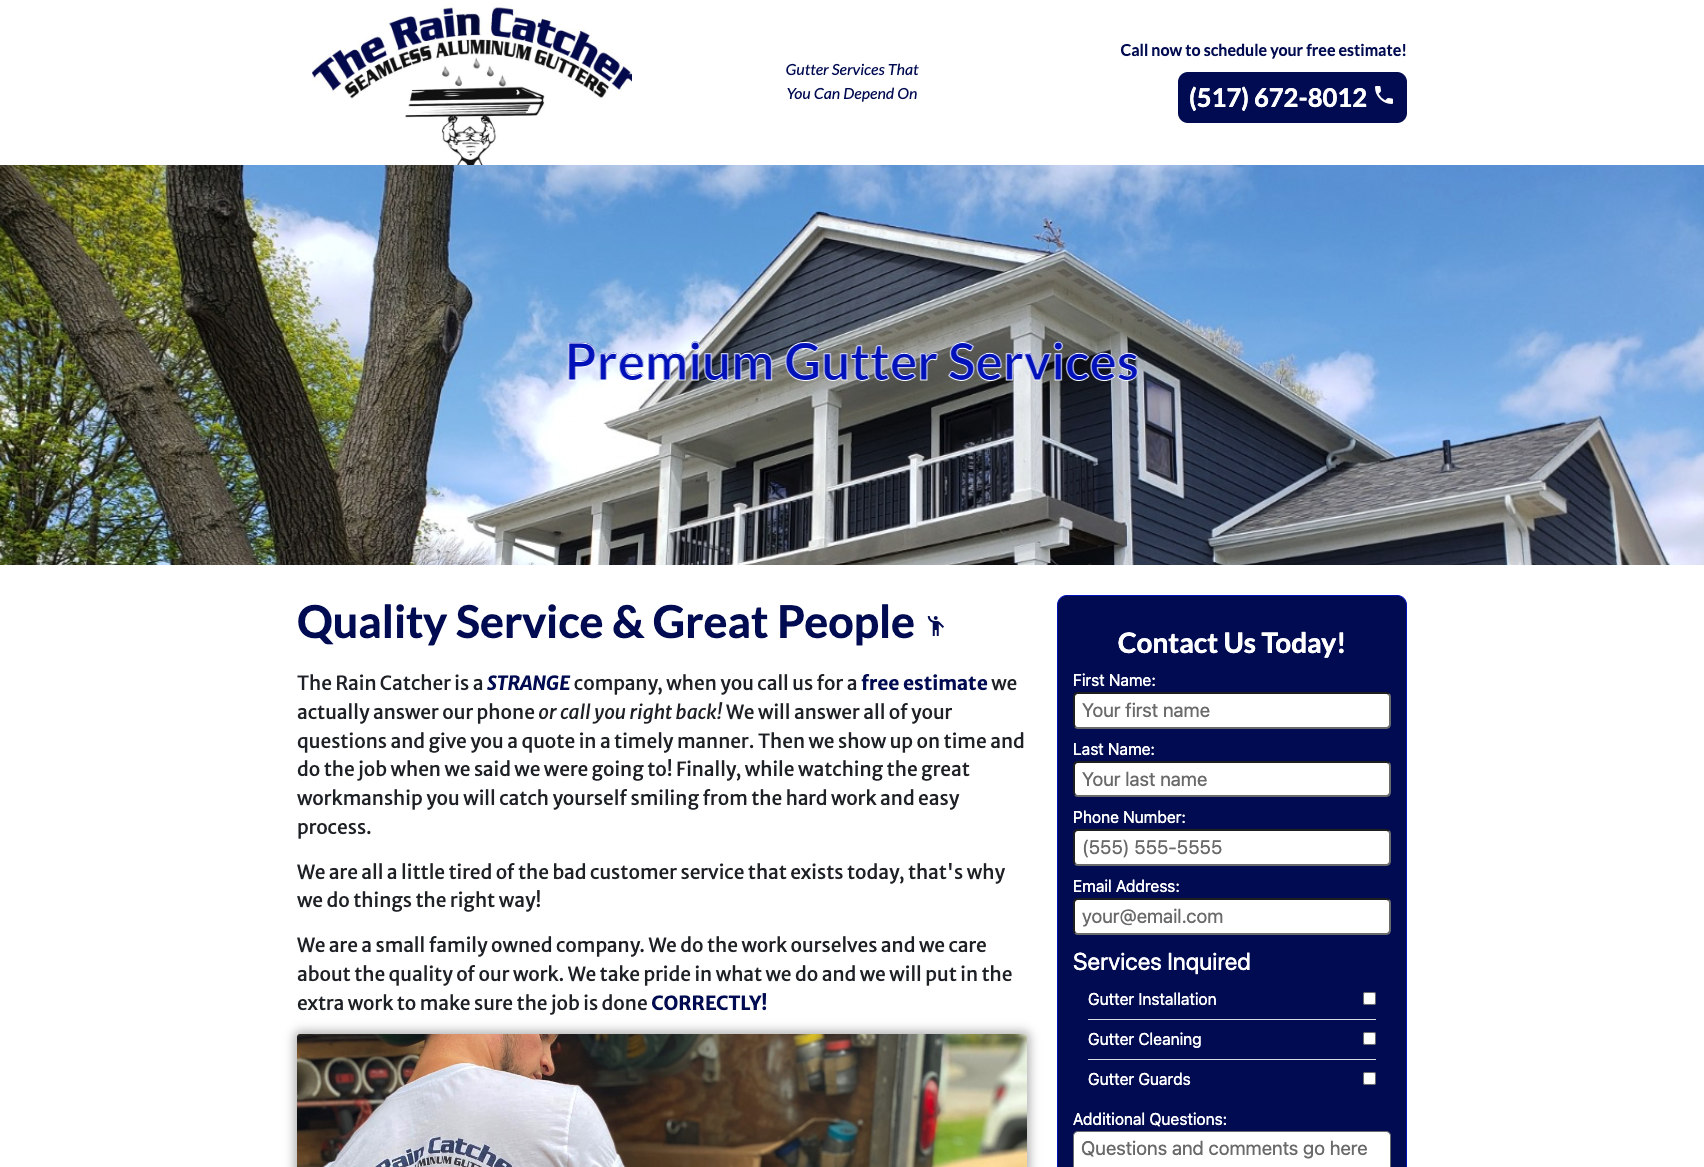 The Rain Catcher
SEAMLESS ALUMINUM GUTTERS
Gutter Services That
You Can Depend On
Call now to schedule your free estimate!
(517) 672-8012
Premium Gutter Services
Quality Service & Great People
The Rain Catcher is a STRANGE company, when you call us for a free estimate we
actually answer our phone or call you right back! We will answer all of your
questions and give you a quote in a timely manner. Then we show up on time and
do the job when we said we were going to! Finally, while watching the great
workmanship you will catch yourself smiling from the hard work and easy
process.
We are all a little tired of the bad customer service that exists today, that's why
we do things the right way!
We are a small family owned company. We do the work ourselves and we care
about the quality of our work. We take pride in what we do and we will put in the
extra work to make sure the job is done CORRECTLY!
Rain Catcher
Contact Us Today!
First Name:
Your first name
Last Name:
Your last name
Phone Number:
(555) 555-5555
Email Address:
your@email.com
Services Inquired
Gutter Installation
Gutter Cleaning
Gutter Guards
Additional Questions:
Questions and comments go here